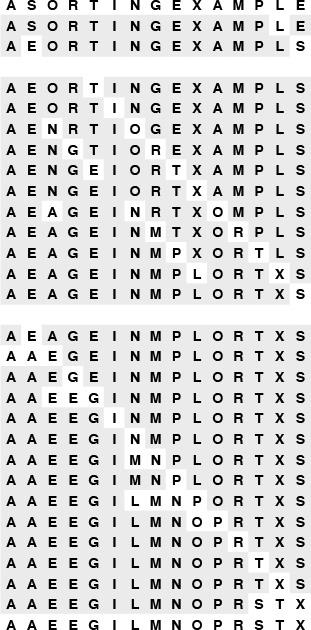 A S O R T I N G E X A M P L E
A S O R T I N G E X A M P L E
A E O R T I N G E X A M P L S
A E O R T I N G E X A M P L S
A E O R T I N G E X A M P L S
A E N R T I O G E X A M P L S
A E N G T I O R E X A M P L S
A E N G E I O R T X A M P L S
A E N G E I O R T X A M P L S
A E A G E I N R T X O M P L S
A E A G E I N M T X O R P L S
A E A G E I N M P X O R T L S
A E A G E I N M P L O R T X S
A E A G E I N M P L O R T X S
A E A G E I N M P L O R T X S
A A E G E I N M P L O R T X S
A A E G E I N M P L O R T X S
A A E E G I N M P L O R T X S
A A E E G I N M P L O R T X S
A A E E G I N M P L O R T X S
A A E E G I M N P L O R T X S
A A E E G I M N P L O R T X S
A A E E G I L M N P O R T X S
A A E E G I L M N O P R T X S
A A E E G I L M N O P R T X S
A A E E G I L M N O P R T X S
A A E E G I L M N O P R T X S
A A E E G I L M N O P R S T X
A A E E G I L M N O P R S T X